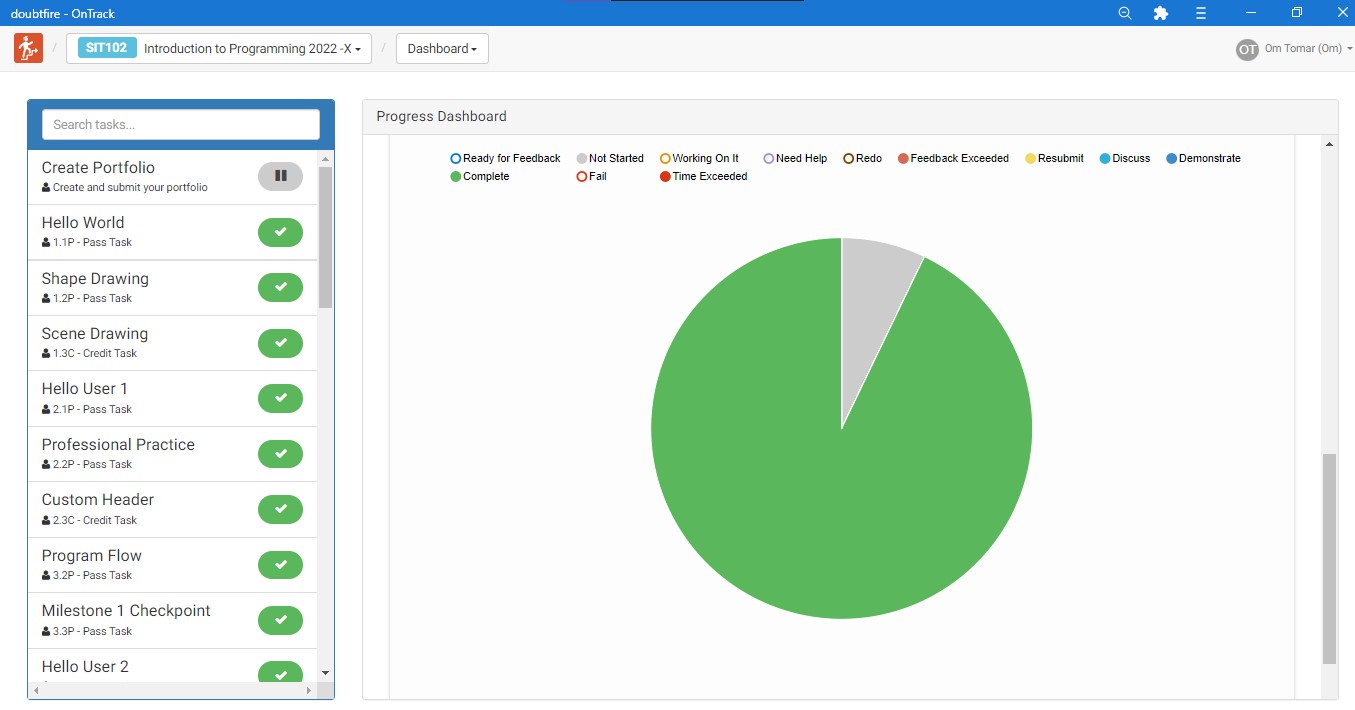 doubtfire - OnTrack
SIT102 Introduction to Programming 2022 -X
Dashboard
OT Om Tomar (Om)
Search tasks...
Create Portfolio
Create and submit your portfolio
Hello World
1.1P - Pass Task
Shape Drawing
1.2P - Pass Task
Scene Drawing
1.3C - Credit Task
Hello User 1
2.1P - Pass Task
Professional Practice
2.2P - Pass Task
Custom Header
2.3C - Credit Task
Program Flow
3.2P - Pass Task
Milestone 1 Checkpoint
3.3P - Pass Task
Hello User 2
Progress Dashboard
Ready for Feedback Not Started Working On It Need Help Redo Feedback Exceeded Resubmit Discuss Demonstrate
Complete Fail Time Exceeded